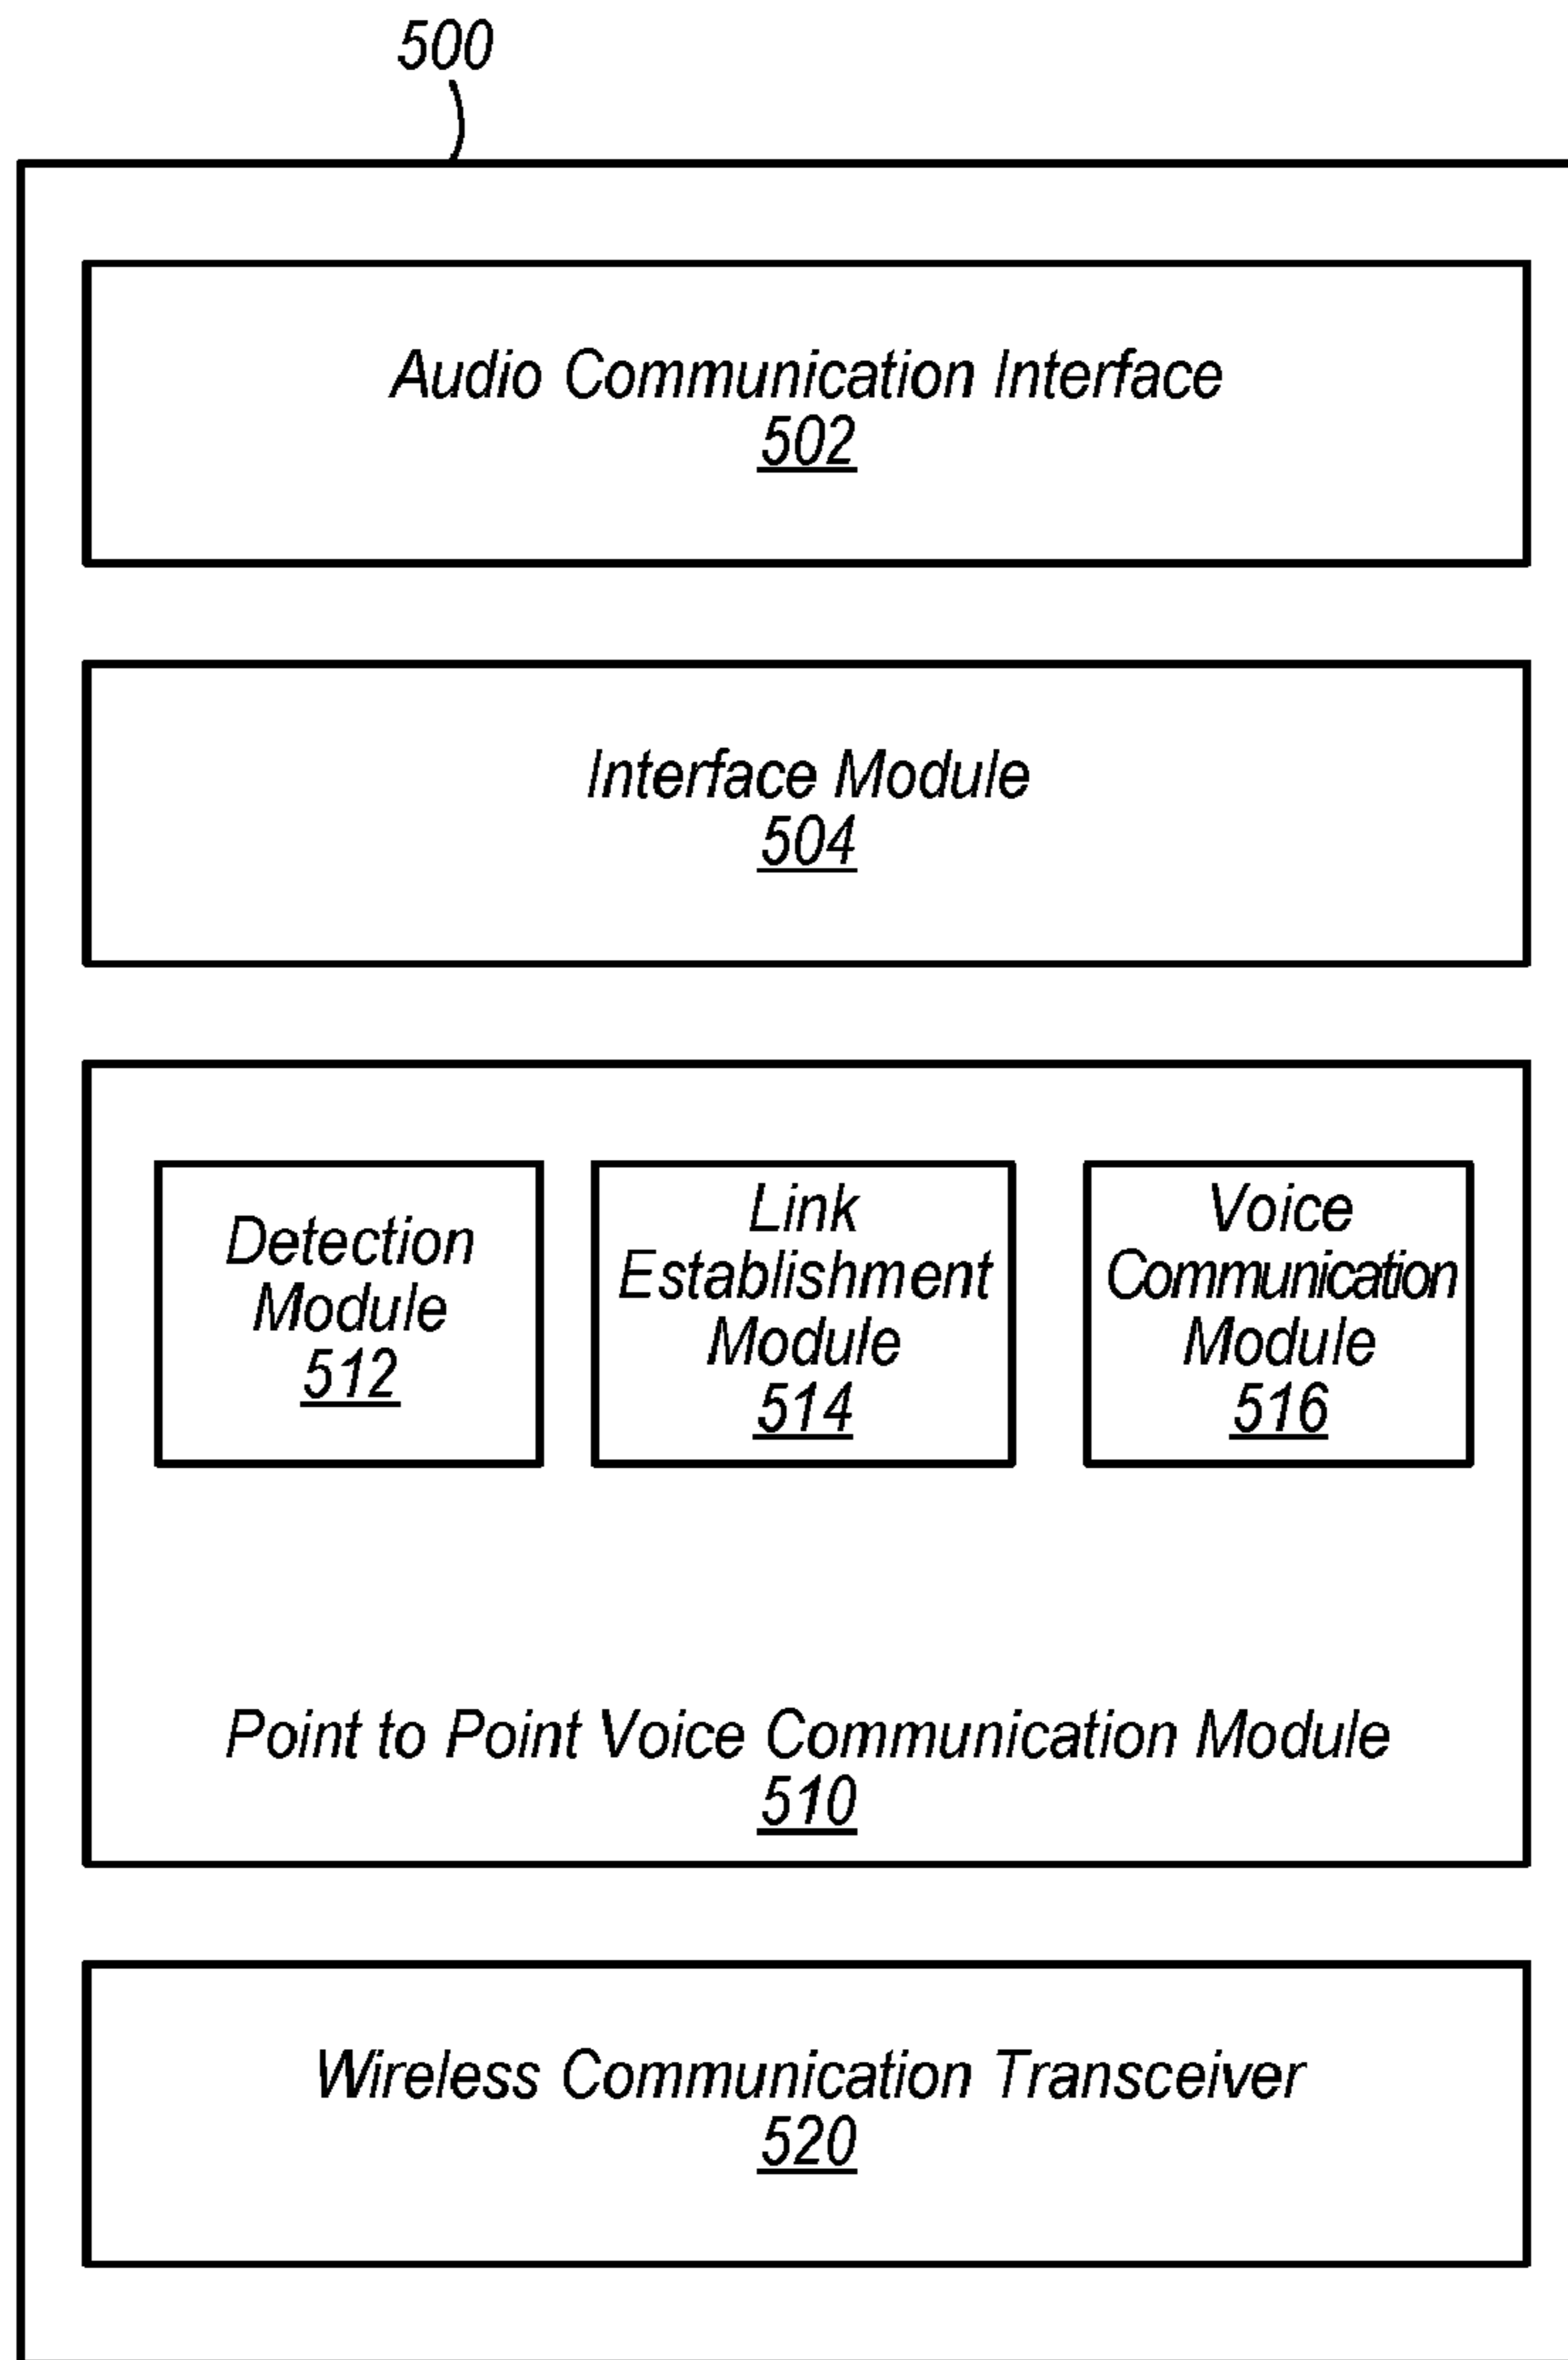 500
Audio Communication Interface
502
Interface Module
504
Detection
Module
512
Link
Establishment
Module
514
Voice
Communication
Module
516
Point to Point Voice Communication Module
510
Wireless Communication Transceiver
520